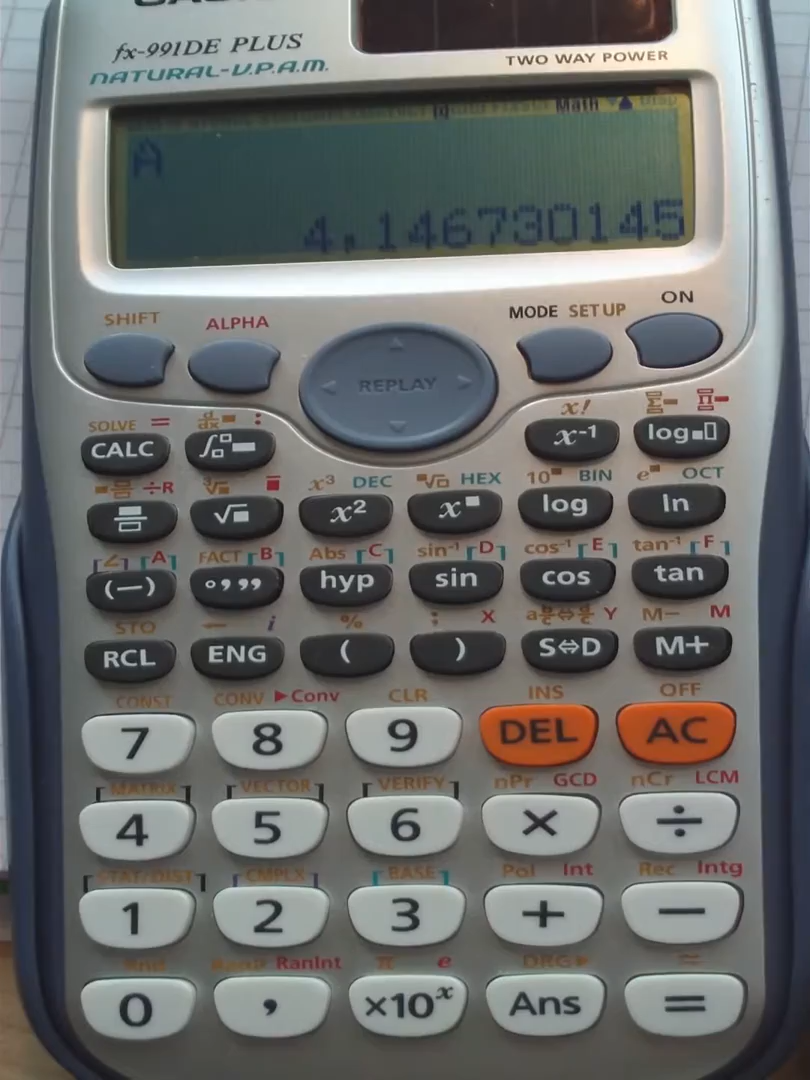 fx-991DE PLUS
NATURAL-V.P.A.M.
TWO WAY POWER
Math
A
4,146730145
SHIFT ALPHA MODE SETUP ON
REPLAY
SOLVE = d/dx : x! Σ Π
CALC ∫ x⁻¹ log
÷R ³√ x³ DEC √ HEX 10 BIN e OCT
√ x² x log ln
∠ A FACT B Abs C sin⁻¹ D cos⁻¹ E tan⁻¹ F
(−) °,,, hyp sin cos tan
STO ← i % ; X a b/c⇔d/c Y M− M
RCL ENG ( ) S⇔D M+
CONST CONV ►Conv CLR INS OFF
7 8 9 DEL AC
MATRIX VECTOR VERIFY nPr GCD nCr LCM
4 5 6 × ÷
STAT/DIST CMPLX BASE Pol Int Rec Intg
1 2 3 + −
Rnd RanInt π e DRG►
0 , ×10ˣ Ans =